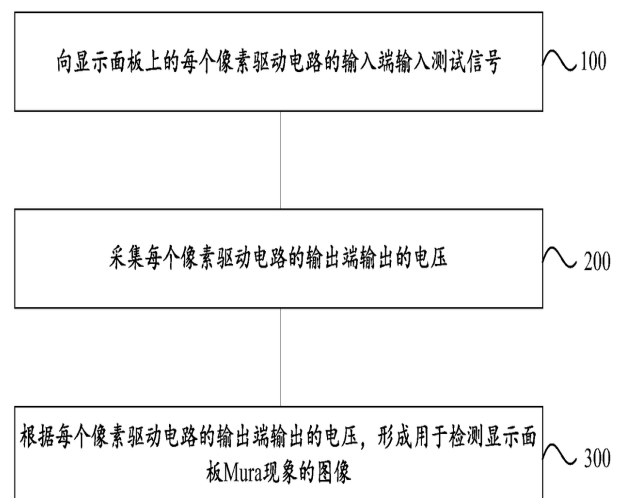 向显示面板上的每个像素驱动电路的输入端输入测试信号
100
采集每个像素驱动电路的输出端输出的电压
200
根据每个像素驱动电路的输出端输出的电压，形成用于检测显示面
板Mura现象的图像
300